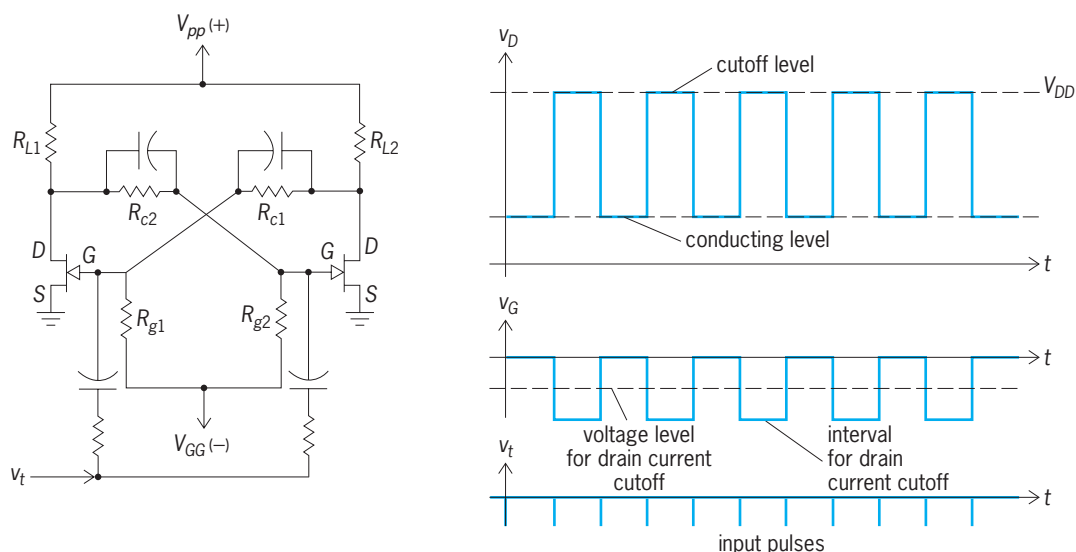 V_pp (+)
R_L1
R_L2
R_c2
R_c1
D
G
S
G
D
S
R_g1
R_g2
V_GG (−)
v_t
v_D
cutoff level
V_DD
conducting level
t
v_G
t
voltage level
for drain current
cutoff
interval
for drain
current cutoff
v_t
t
input pulses